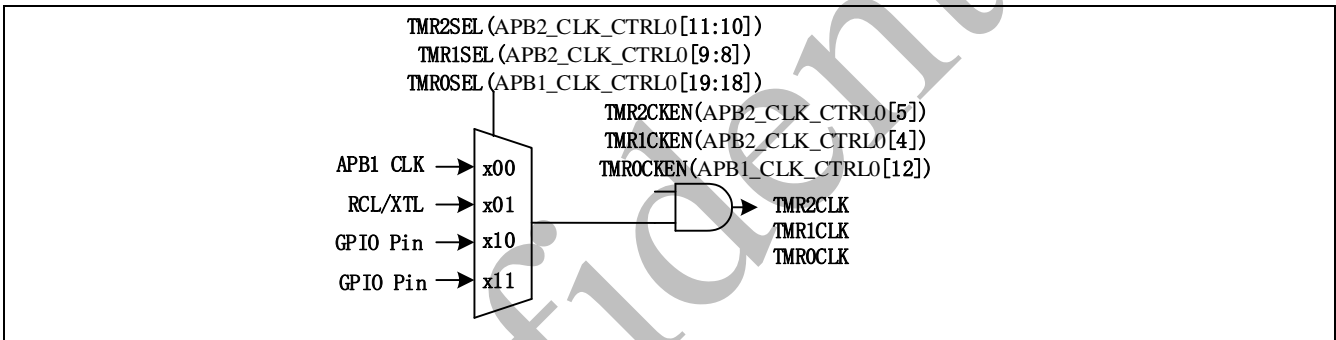 TMR2SEL(APB2_CLK_CTRL0[11:10])
TMR1SEL(APB2_CLK_CTRL0[9:8])
TMR0SEL(APB1_CLK_CTRL0[19:18])
TMR2CKEN(APB2_CLK_CTRL0[5])
TMR1CKEN(APB2_CLK_CTRL0[4])
TMR0CKEN(APB1_CLK_CTRL0[12])
APB1 CLK x00
RCL/XTL x01
GPIO Pin x10
GPIO Pin x11
TMR2CLK
TMR1CLK
TMR0CLK
fident